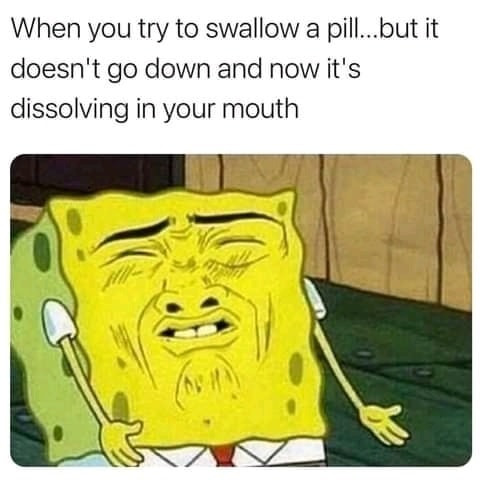 When you try to swallow a pill...but it
doesn't go down and now it's
dissolving in your mouth